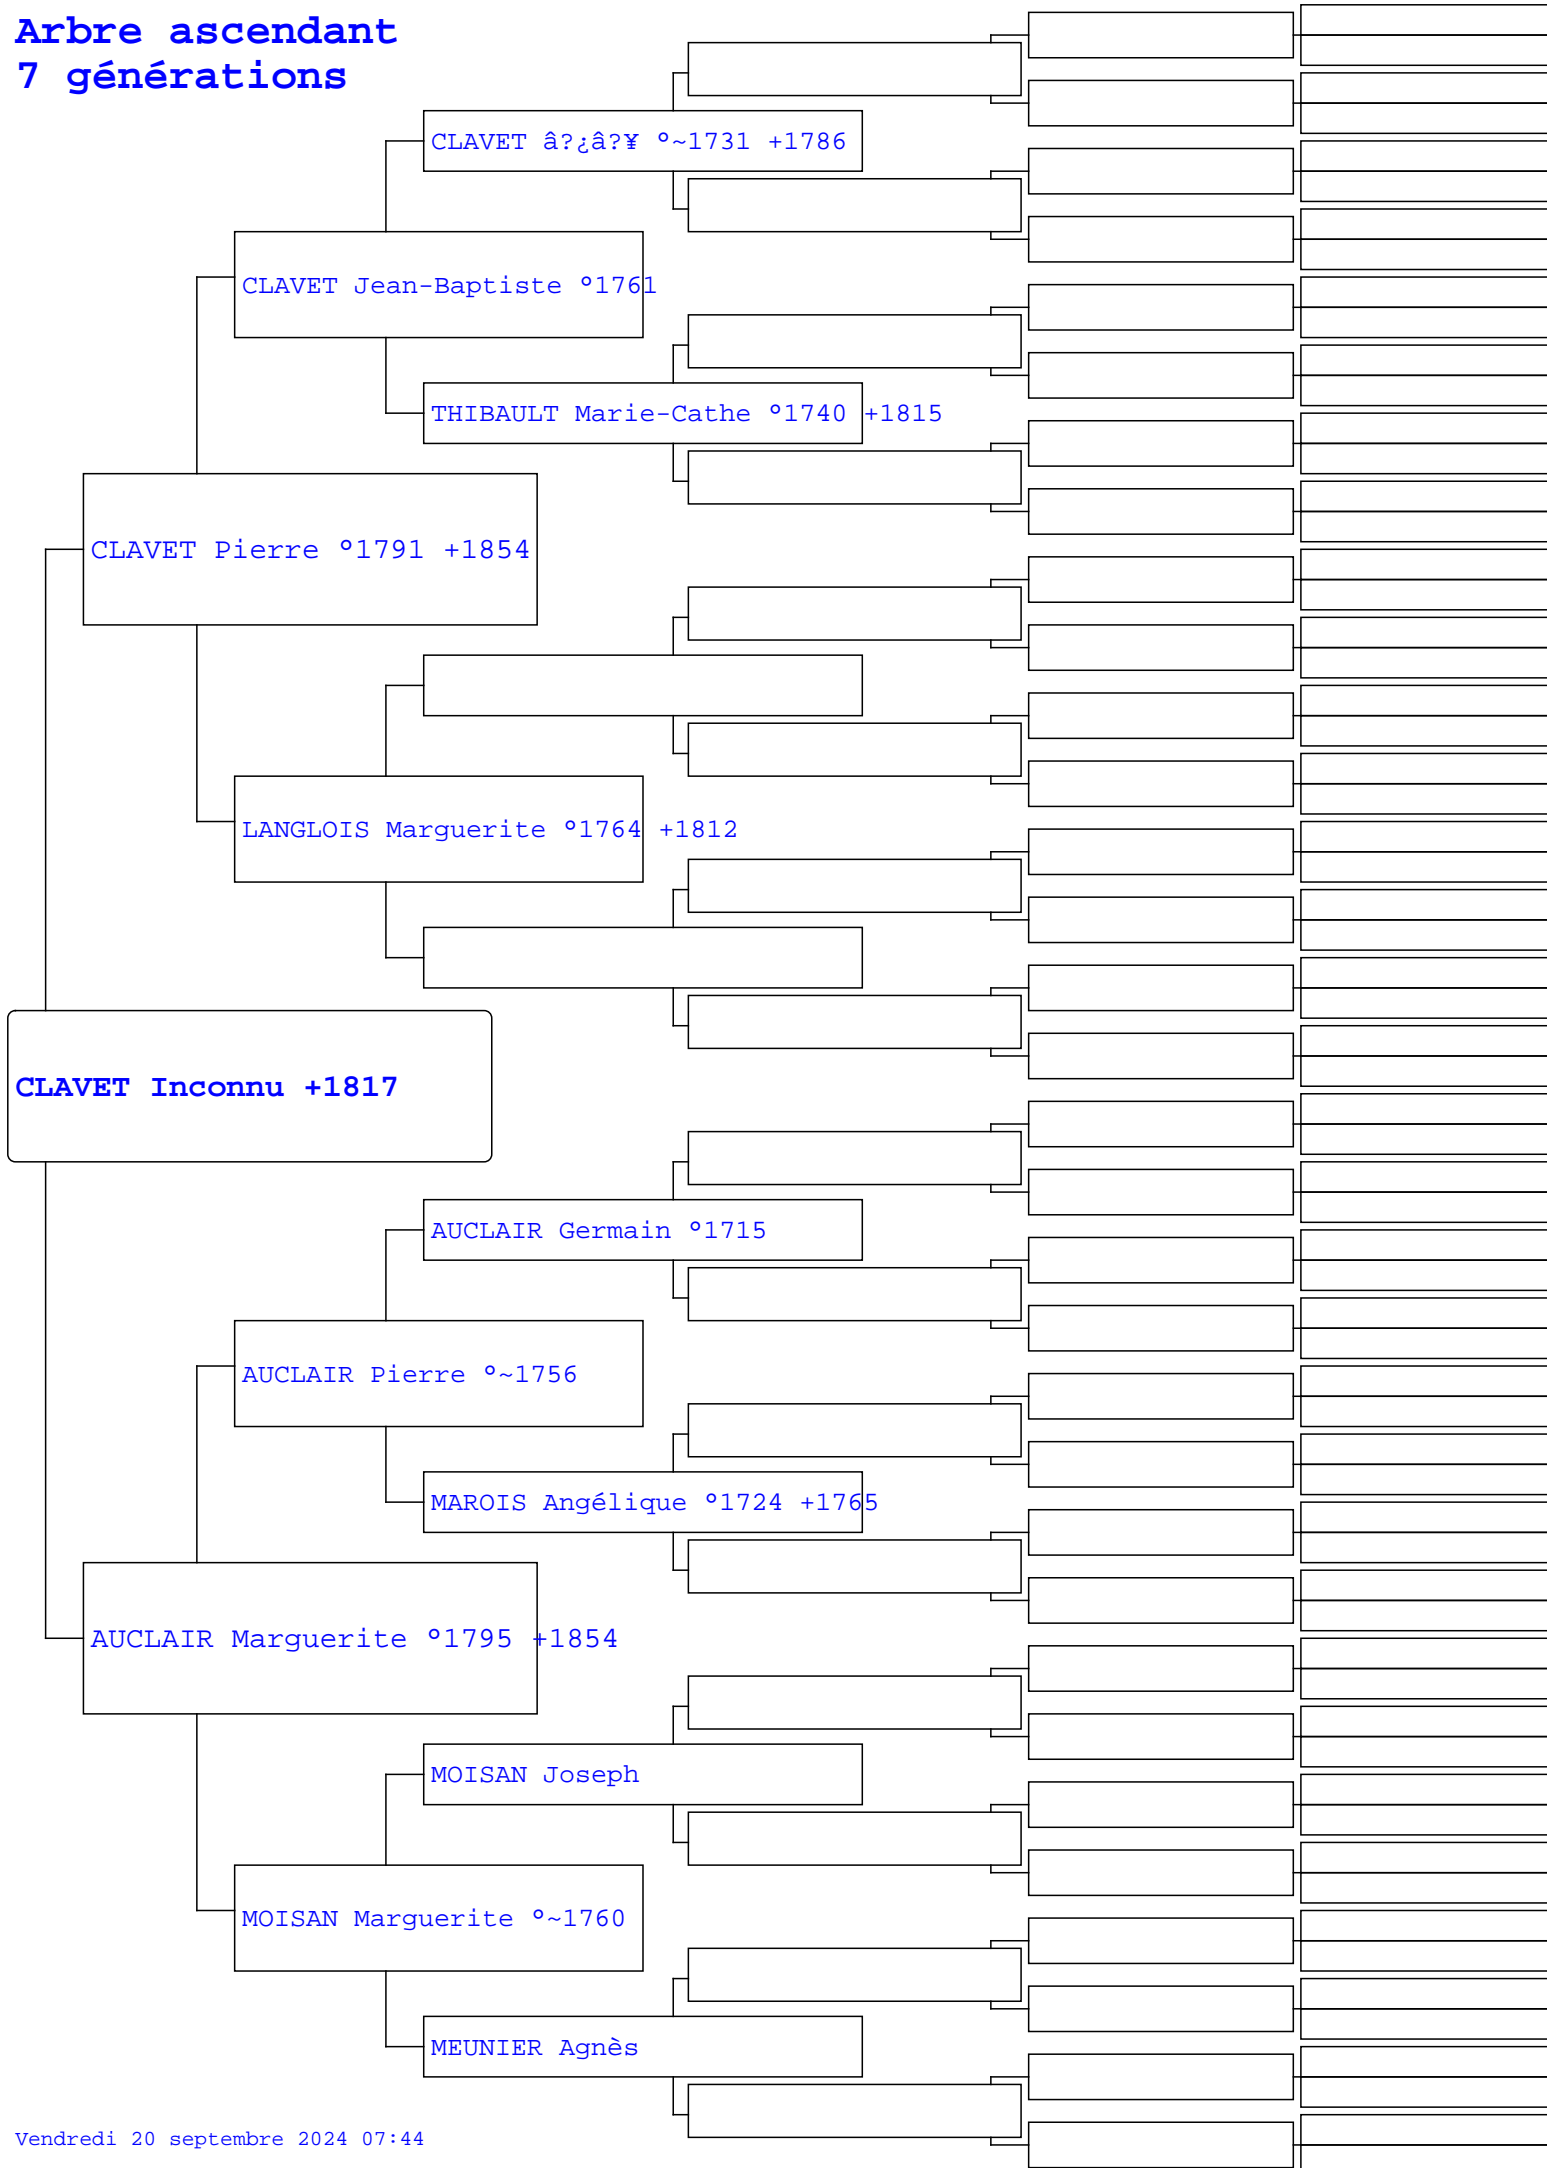 Arbre ascendant
7 générations
CLAVET â?¿â?¥ °~1731 +1786
CLAVET Jean-Baptiste °1761
THIBAULT Marie-Cathe °1740 +1815
CLAVET Pierre °1791 +1854
LANGLOIS Marguerite °1764 +1812
CLAVET Inconnu +1817
AUCLAIR Germain °1715
AUCLAIR Pierre °~1756
MAROIS Angélique °1724 +1765
AUCLAIR Marguerite °1795 +1854
MOISAN Joseph
MOISAN Marguerite °~1760
MEUNIER Agnès
Vendredi 20 septembre 2024 07:44